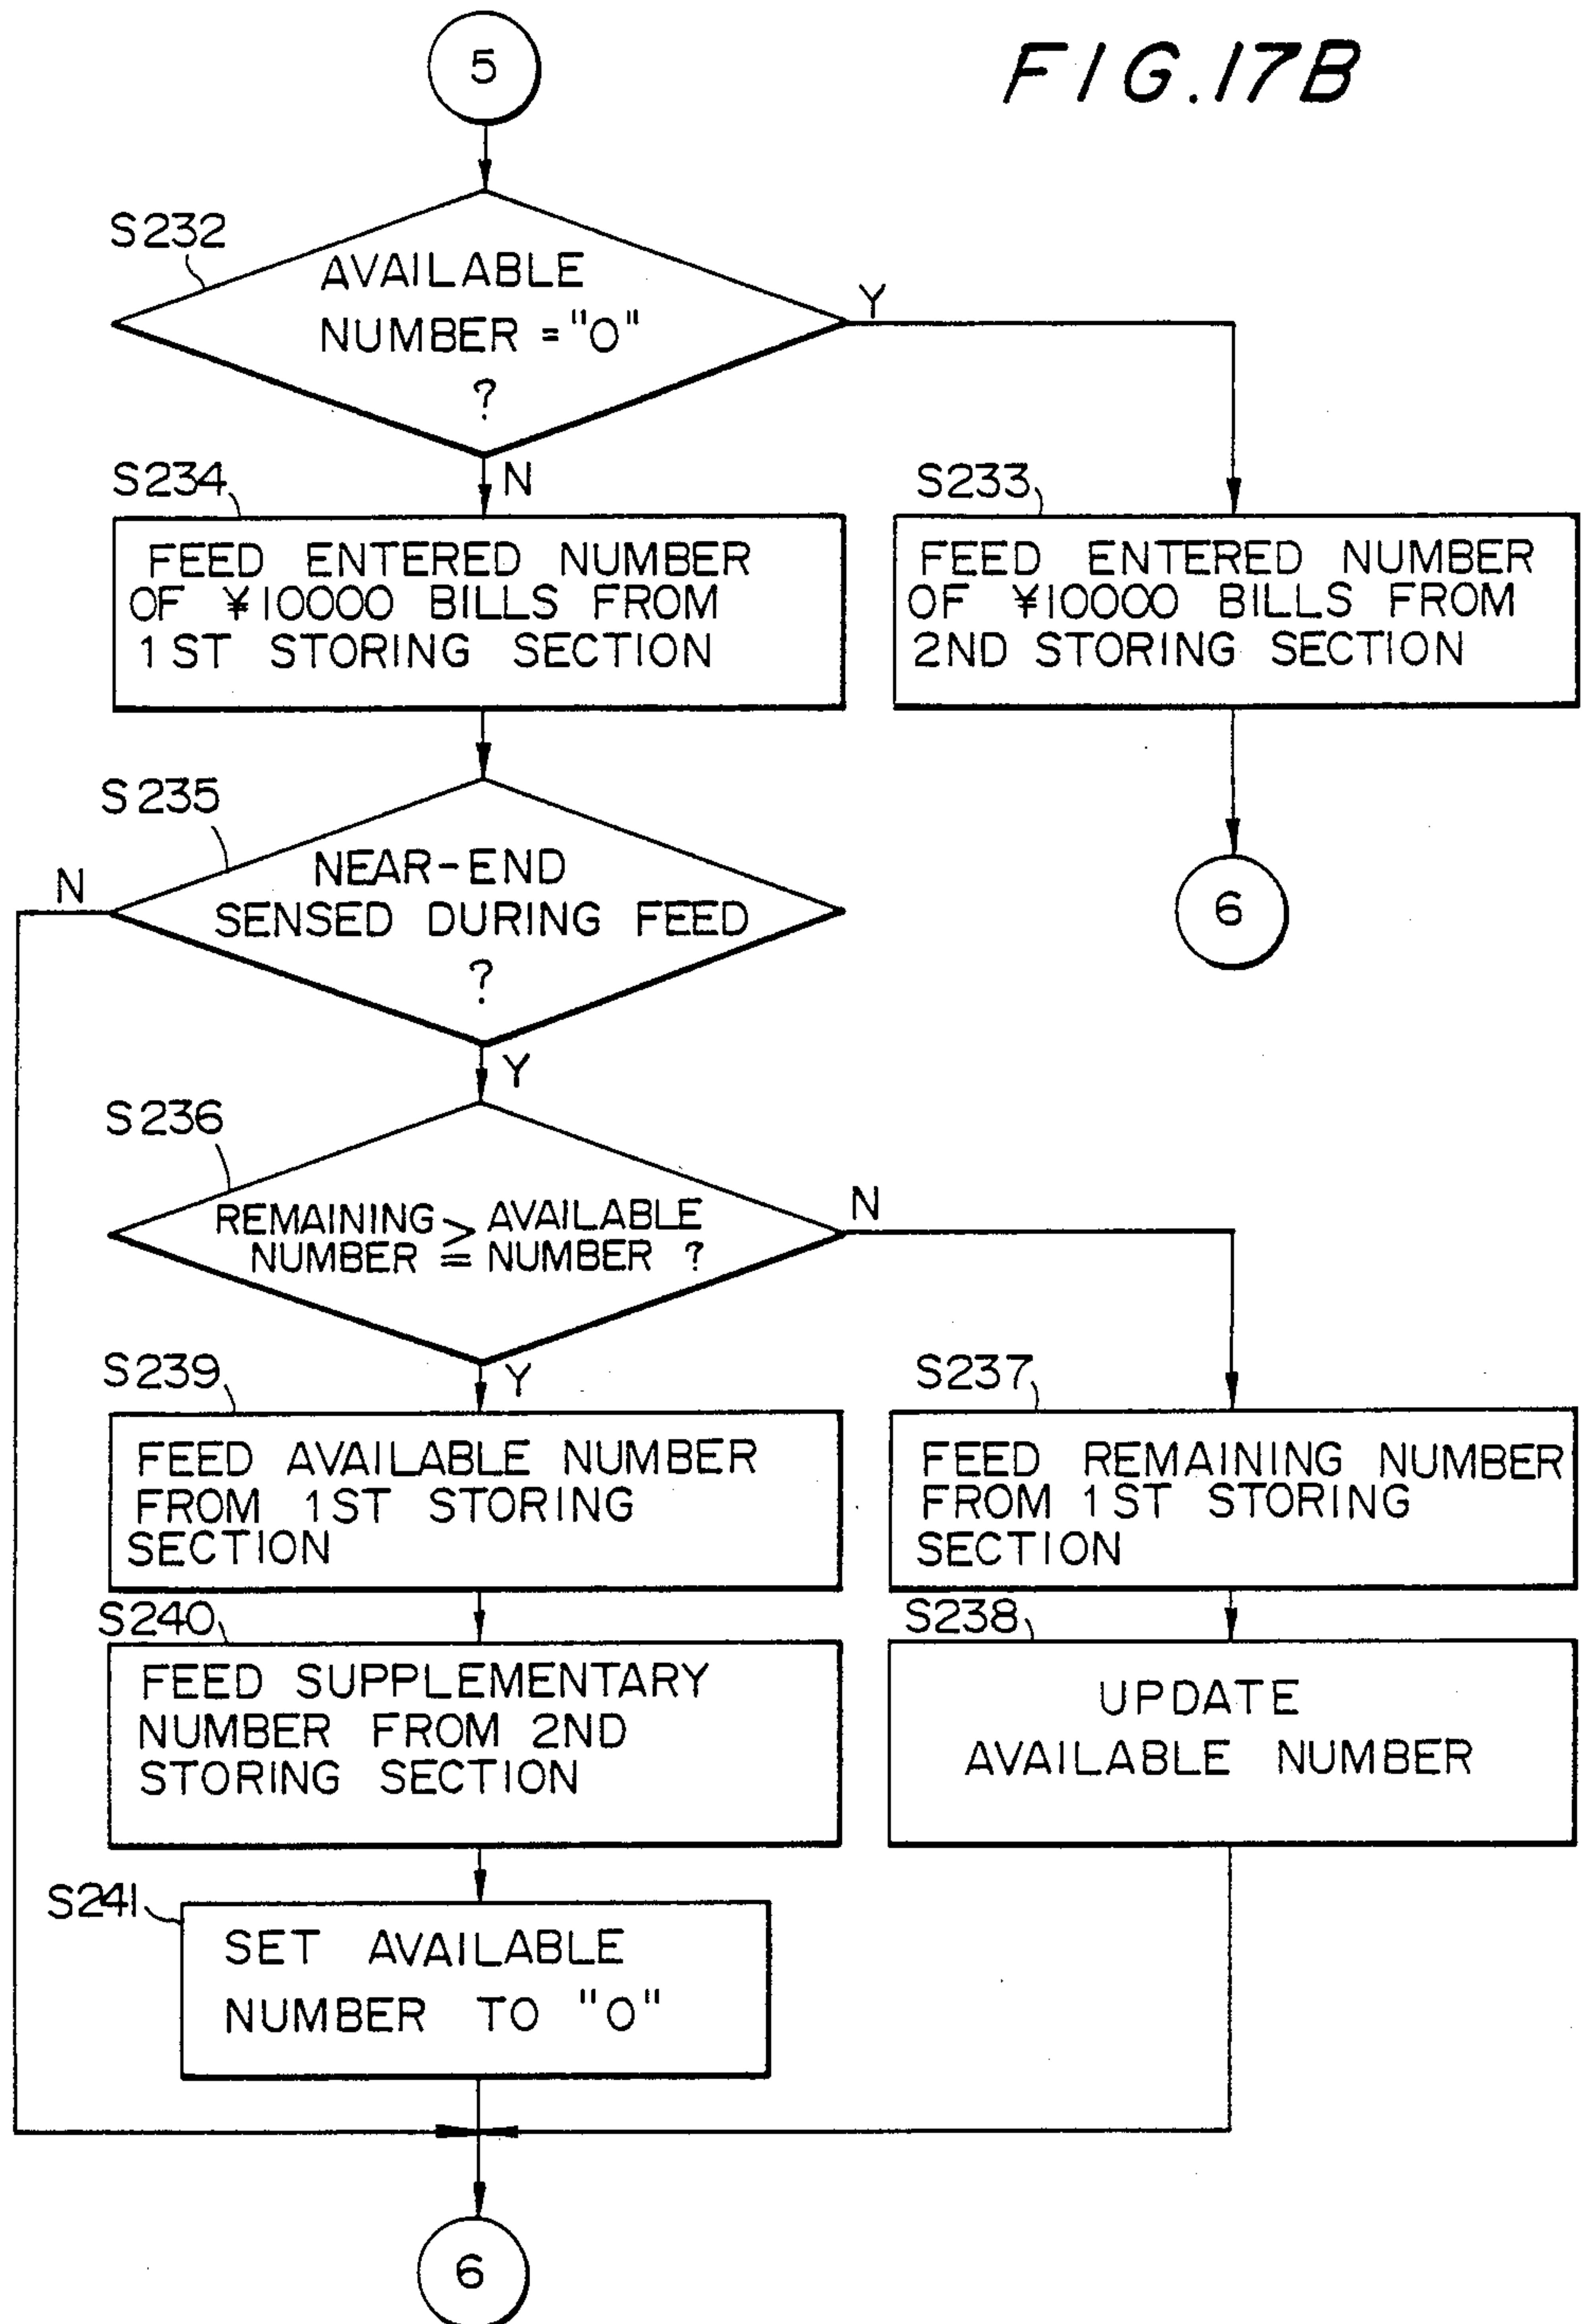 5
FIG.17B
S232
AVAILABLE
NUMBER = "0"
?
Y
N
S234
FEED ENTERED NUMBER
OF ¥10000 BILLS FROM
1ST STORING SECTION
S233
FEED ENTERED NUMBER
OF ¥10000 BILLS FROM
2ND STORING SECTION
6
S235
NEAR-END
SENSED DURING FEED
?
N
Y
S236
REMAINING ≧ AVAILABLE
NUMBER NUMBER ?
N
Y
S239
FEED AVAILABLE NUMBER
FROM 1ST STORING
SECTION
S237
FEED REMAINING NUMBER
FROM 1ST STORING
SECTION
S240
FEED SUPPLEMENTARY
NUMBER FROM 2ND
STORING SECTION
S238
UPDATE
AVAILABLE NUMBER
S241
SET AVAILABLE
NUMBER TO "0"
6